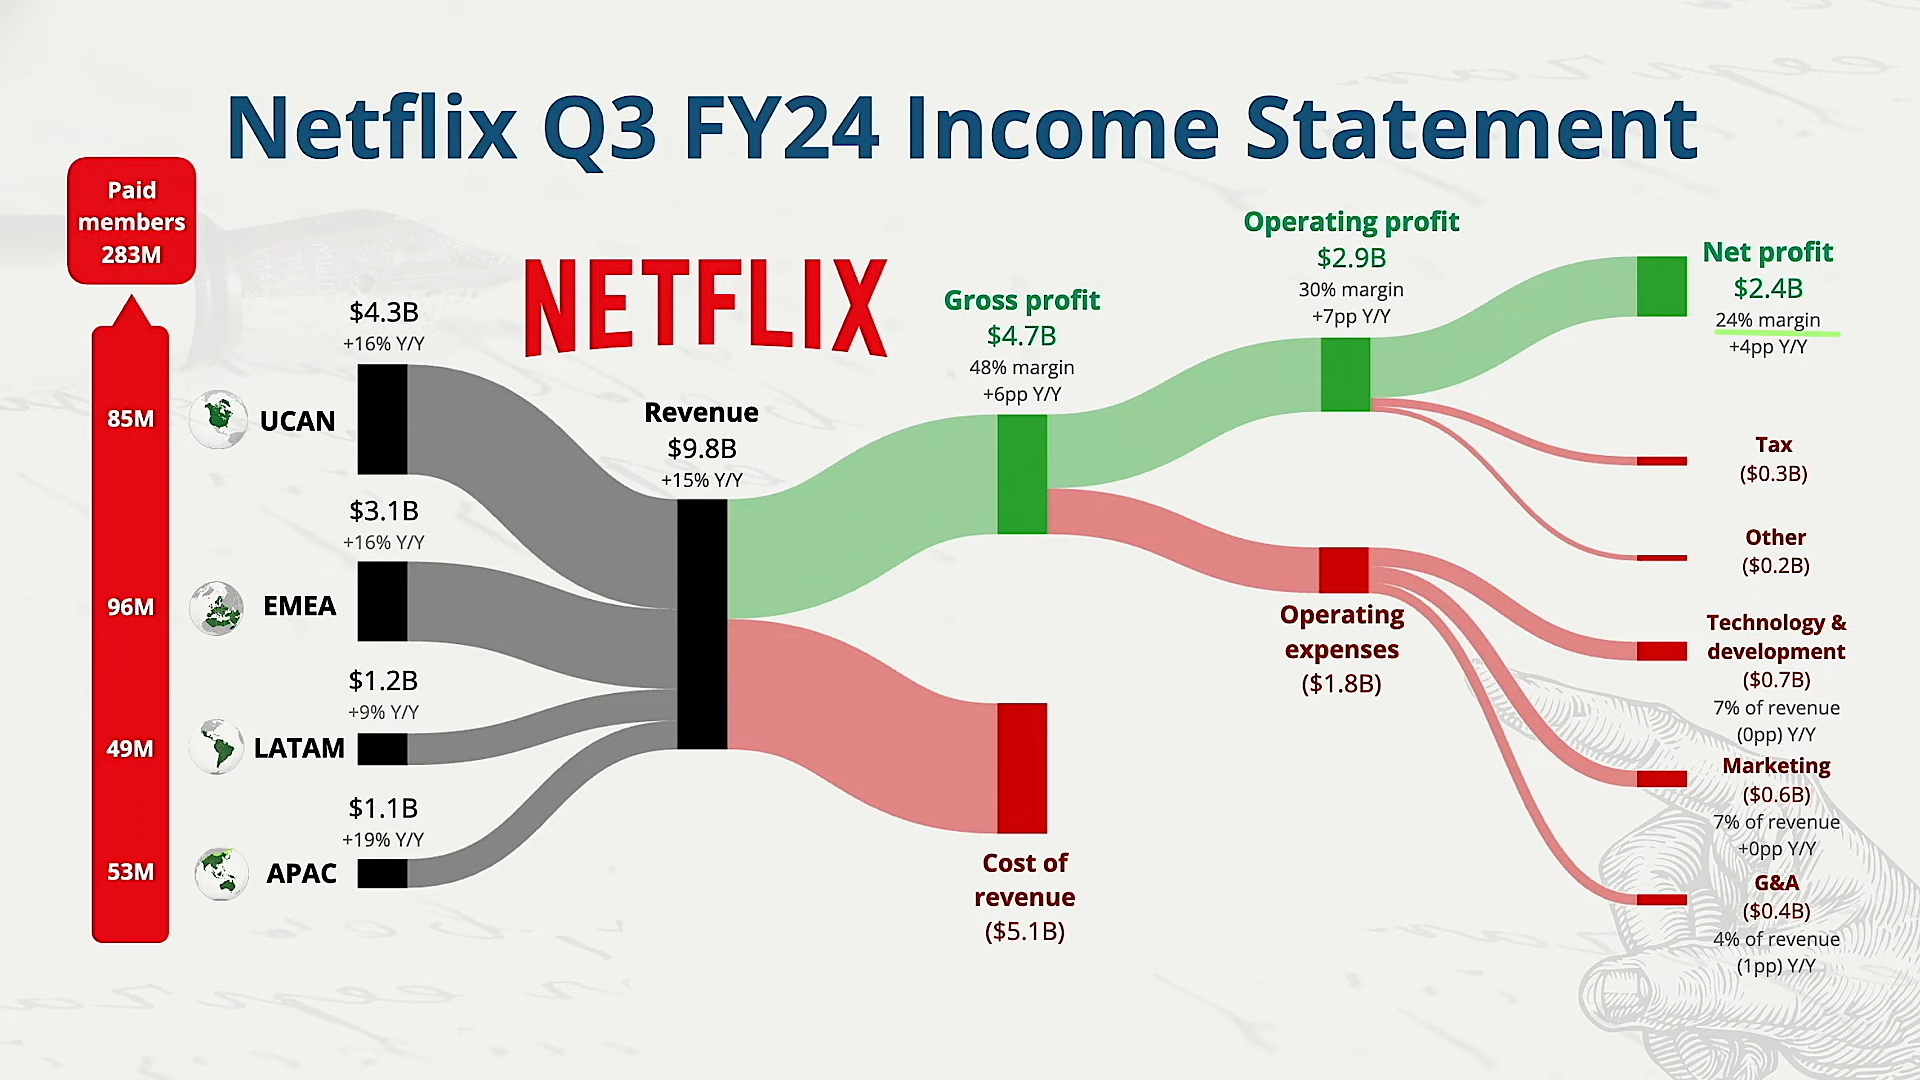 Netflix Q3 FY24 Income Statement
Paid
members
283M
85M
96M
49M
53M
UCAN
EMEA
LATAM
APAC
$4.3B
+16% Y/Y
$3.1B
+16% Y/Y
$1.2B
+9% Y/Y
$1.1B
+19% Y/Y
NETFLIX
Revenue
$9.8B
+15% Y/Y
Gross profit
$4.7B
48% margin
+6pp Y/Y
Cost of
revenue
($5.1B)
Operating profit
$2.9B
30% margin
+7pp Y/Y
Operating
expenses
($1.8B)
Net profit
$2.4B
24% margin
+4pp Y/Y
Tax
($0.3B)
Other
($0.2B)
Technology &
development
($0.7B)
7% of revenue
(0pp) Y/Y
Marketing
($0.6B)
7% of revenue
+0pp Y/Y
G&A
($0.4B)
4% of revenue
(1pp) Y/Y